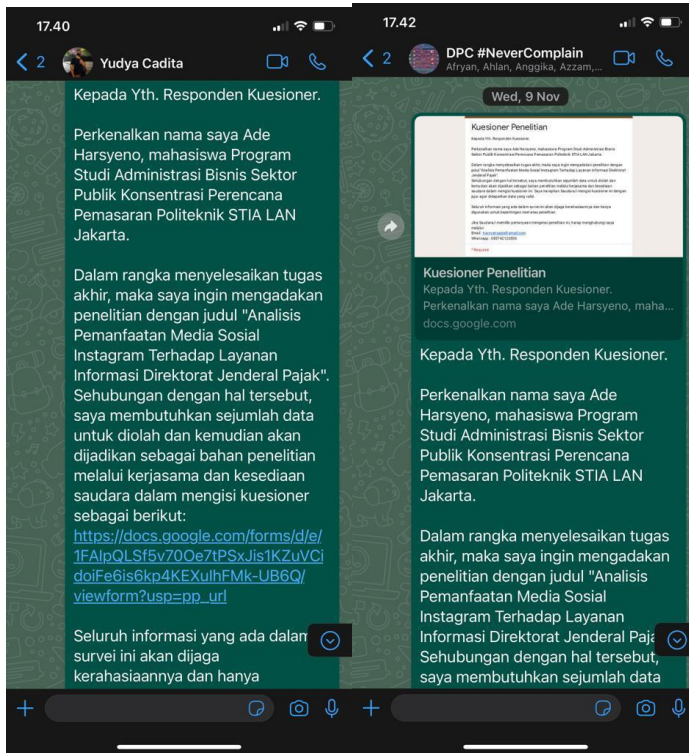 17.40
2
Yudya Cadita
Kepada Yth. Responden Kuesioner.
Perkenalkan nama saya Ade
Harsyeno, mahasiswa Program
Studi Administrasi Bisnis Sektor
Publik Konsentrasi Perencana
Pemasaran Politeknik STIA LAN
Jakarta.
Dalam rangka menyelesaikan tugas
akhir, maka saya ingin mengadakan
penelitian dengan judul "Analisis
Pemanfaatan Media Sosial
Instagram Terhadap Layanan
Informasi Direktorat Jenderal Pajak".
Sehubungan dengan hal tersebut,
saya membutuhkan sejumlah data
untuk diolah dan kemudian akan
dijadikan sebagai bahan penelitian
melalui kerjasama dan kesediaan
saudara dalam mengisi kuesioner
sebagai berikut:
https://docs.google.com/forms/d/e/
1FAIpQLSf5v70Oe7tPSxJis1KZuVCi
doiFe6is6kp4KEXuIhFMk-UB6Q/
viewform?usp=pp_url
Seluruh informasi yang ada dalam
survei ini akan dijaga
kerahasiaannya dan hanya
17.42
2
DPC #NeverComplain
Afryan, Ahlan, Anggika, Azzam,...
Wed, 9 Nov
Kuesioner Penelitian
Kepada Yth. Responden Kuesioner.
Kuesioner Penelitian
Kepada Yth. Responden Kuesioner.
Perkenalkan nama saya Ade Harsyeno, maha...
docs.google.com
Kepada Yth. Responden Kuesioner.
Perkenalkan nama saya Ade
Harsyeno, mahasiswa Program
Studi Administrasi Bisnis Sektor
Publik Konsentrasi Perencana
Pemasaran Politeknik STIA LAN
Jakarta.
Dalam rangka menyelesaikan tugas
akhir, maka saya ingin mengadakan
penelitian dengan judul "Analisis
Pemanfaatan Media Sosial
Instagram Terhadap Layanan
Informasi Direktorat Jenderal Paja
Sehubungan dengan hal tersebut,
saya membutuhkan sejumlah data